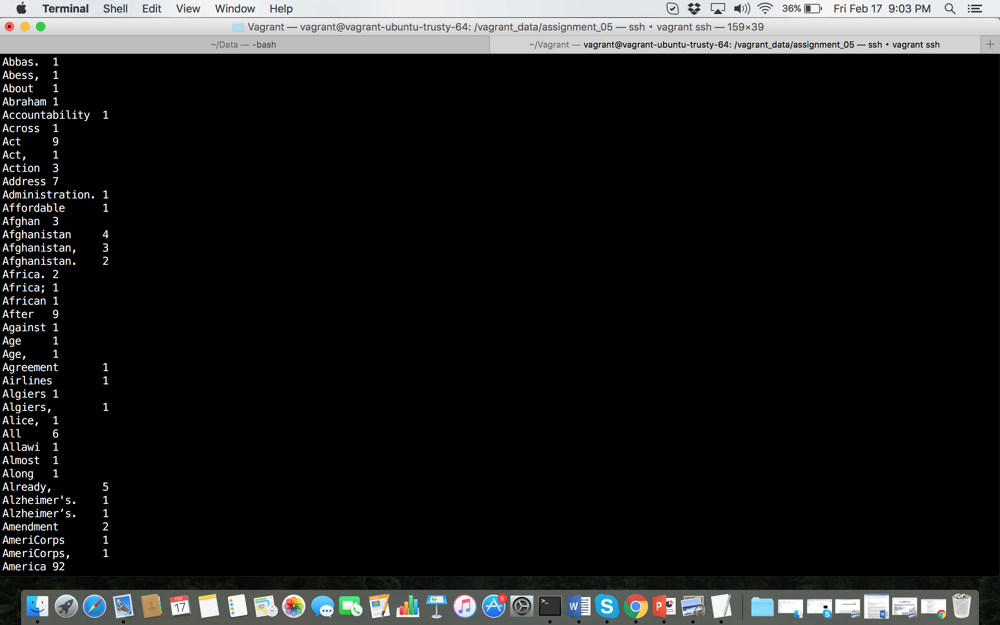 Terminal Shell Edit View Window Help 36% Fri Feb 17 9:03 PM
Vagrant — vagrant@vagrant-ubuntu-trusty-64: /vagrant_data/assignment_05 — ssh ◂ vagrant ssh — 159×39
~/Data — -bash ~/Vagrant — vagrant@vagrant-ubuntu-trusty-64: /vagrant_data/assignment_05 — ssh ◂ vagrant ssh
Abbas. 1
Abess, 1
About 1
Abraham 1
Accountability 1
Across 1
Act 9
Act, 1
Action 3
Address 7
Administration. 1
Affordable 1
Afghan 3
Afghanistan 4
Afghanistan, 3
Afghanistan. 2
Africa. 2
Africa; 1
African 1
After 9
Against 1
Age 1
Age, 1
Agreement 1
Airlines 1
Algiers 1
Algiers, 1
Alice, 1
All 6
Allawi 1
Almost 1
Along 1
Already, 5
Alzheimer's. 1
Alzheimer’s. 1
Amendment 2
AmeriCorps 1
AmeriCorps, 1
America 92
FEB
17
PAGES
3D
5
>_
W
S
P